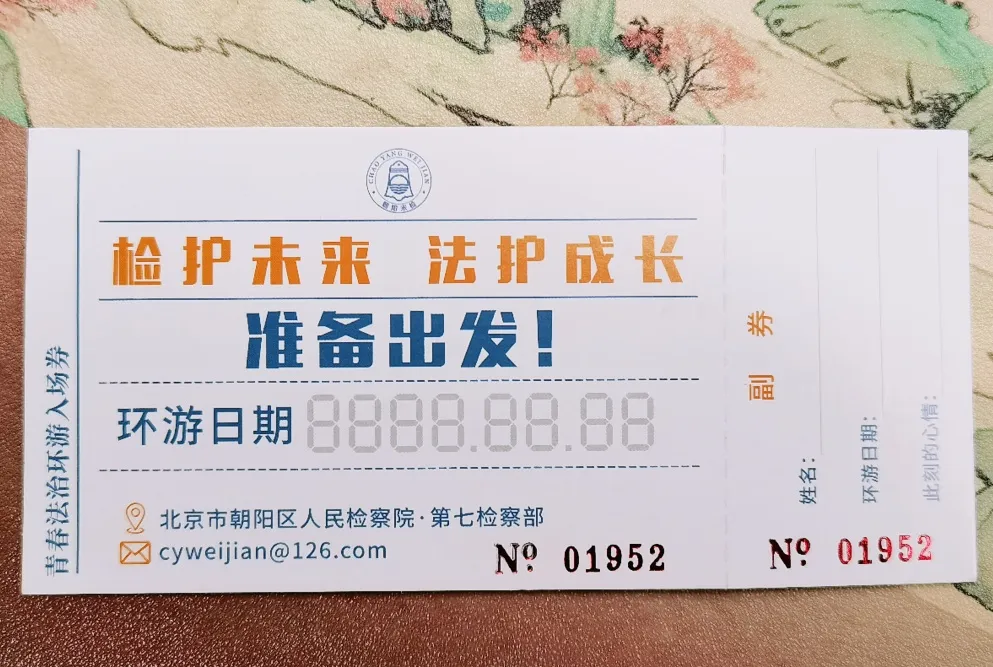 青春法治环游入场券
CHAO YANG WEI JIAN
朝阳未检
检护未来 法护成长
准备出发!
环游日期 8888.88.88
北京市朝阳区人民检察院·第七检察部
cyweijian@126.com
Nº 01952
副 券
姓名:
环游日期:
此刻的心情:
Nº 01952